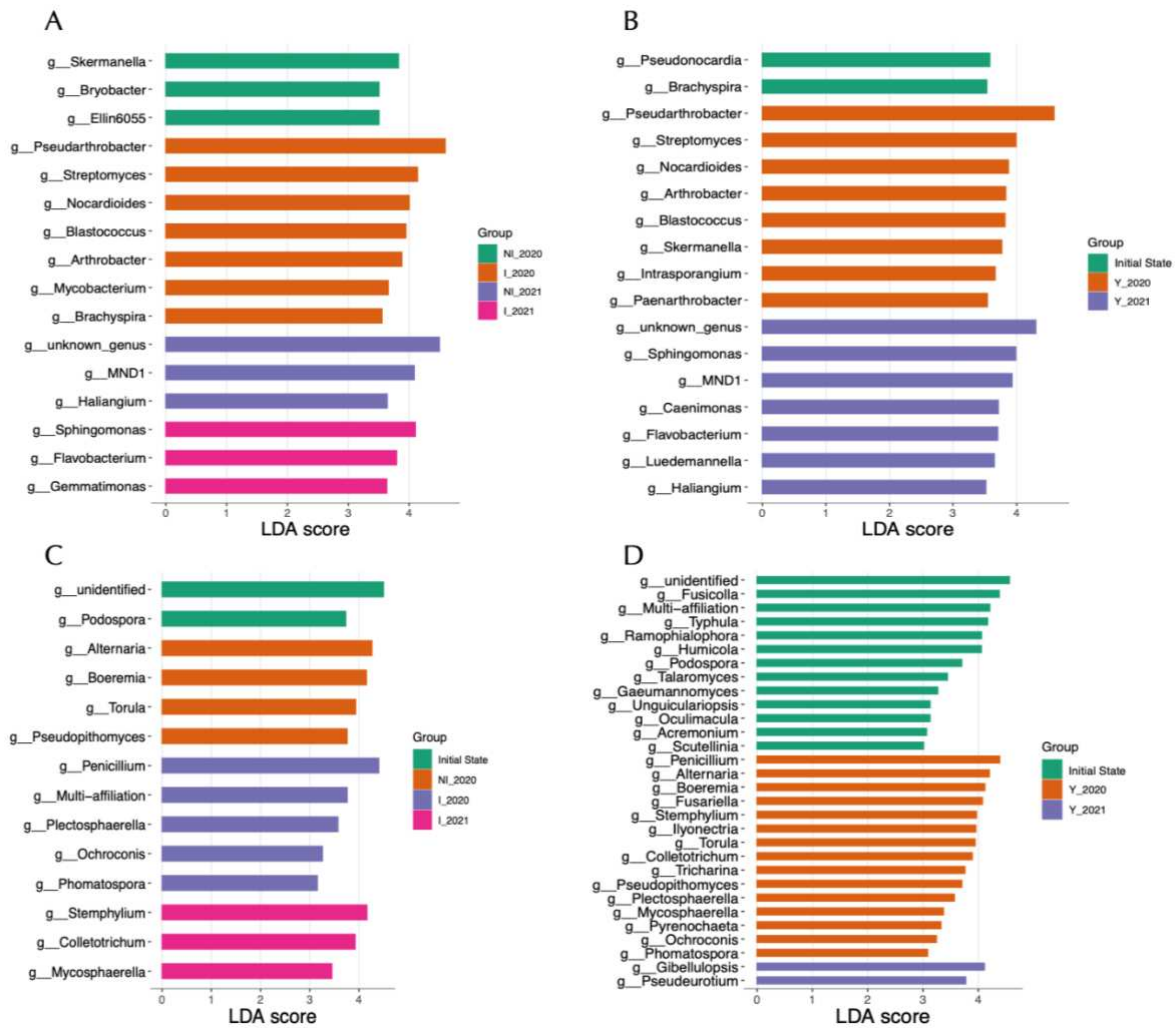 A
g__Skermanella
g__Bryobacter
g__Ellin6055
g__Pseudarthrobacter
g__Streptomyces
g__Nocardioides
g__Blastococcus
g__Arthrobacter
g__Mycobacterium
g__Brachyspira
g__unknown_genus
g__MND1
g__Haliangium
g__Sphingomonas
g__Flavobacterium
g__Gemmatimonas
0 1 2 3 4
LDA score
Group
NI_2020
I_2020
NI_2021
I_2021
B
g__Pseudonocardia
g__Brachyspira
g__Pseudarthrobacter
g__Streptomyces
g__Nocardioides
g__Arthrobacter
g__Blastococcus
g__Skermanella
g__Intrasporangium
g__Paenarthrobacter
g__unknown_genus
g__Sphingomonas
g__MND1
g__Caenimonas
g__Flavobacterium
g__Luedemannella
g__Haliangium
0 1 2 3 4
LDA score
Group
Initial State
Y_2020
Y_2021
C
g__unidentified
g__Podospora
g__Alternaria
g__Boeremia
g__Torula
g__Pseudopithomyces
g__Penicillium
g__Multi-affiliation
g__Plectosphaerella
g__Ochroconis
g__Phomatospora
g__Stemphylium
g__Colletotrichum
g__Mycosphaerella
0 1 2 3 4
LDA score
Group
Initial State
NI_2020
I_2020
I_2021
D
g__unidentified
g__Fusicolla
g__Multi-affiliation
g__Typhula
g__Ramophialophora
g__Humicola
g__Podospora
g__Talaromyces
g__Gaeumannomyces
g__Unguiculariopsis
g__Oculimacula
g__Acremonium
g__Scutellinia
g__Penicillium
g__Alternaria
g__Boeremia
g__Fusariella
g__Stemphylium
g__Ilyonectria
g__Torula
g__Colletotrichum
g__Tricharina
g__Pseudopithomyces
g__Plectosphaerella
g__Mycosphaerella
g__Pyrenochaeta
g__Ochroconis
g__Phomatospora
g__Gibellulopsis
g__Pseudeurotium
0 1 2 3 4
LDA score
Group
Initial State
Y_2020
Y_2021